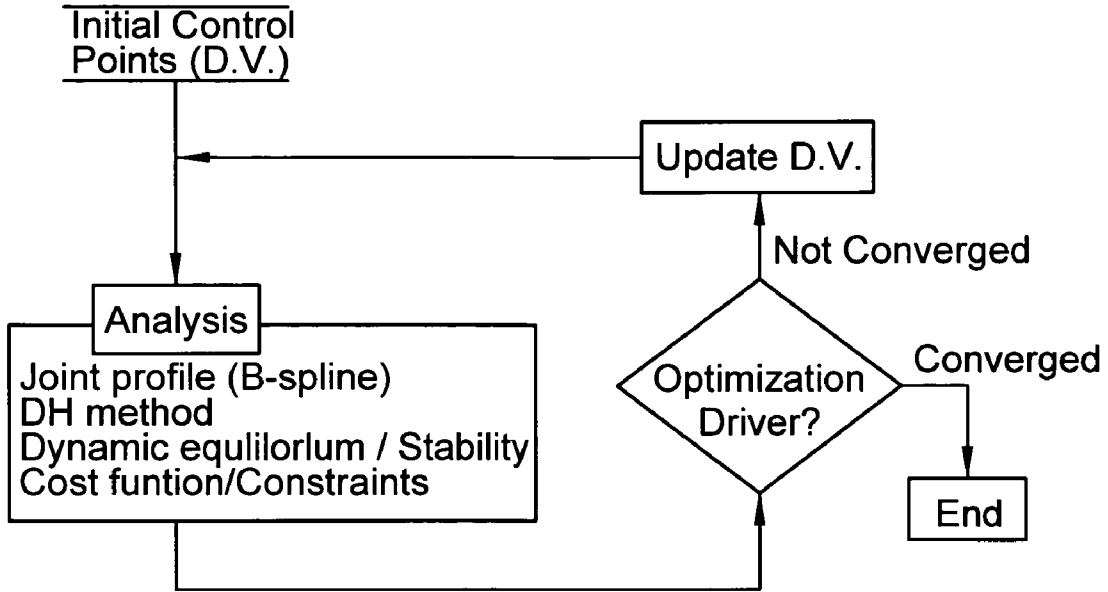 Initial Control
Points (D.V.)
Update D.V.
Not Converged
Analysis
Joint profile (B-spline)
DH method
Dynamic equlilorlum / Stability
Cost funtion/Constraints
Optimization
Driver?
Converged
End